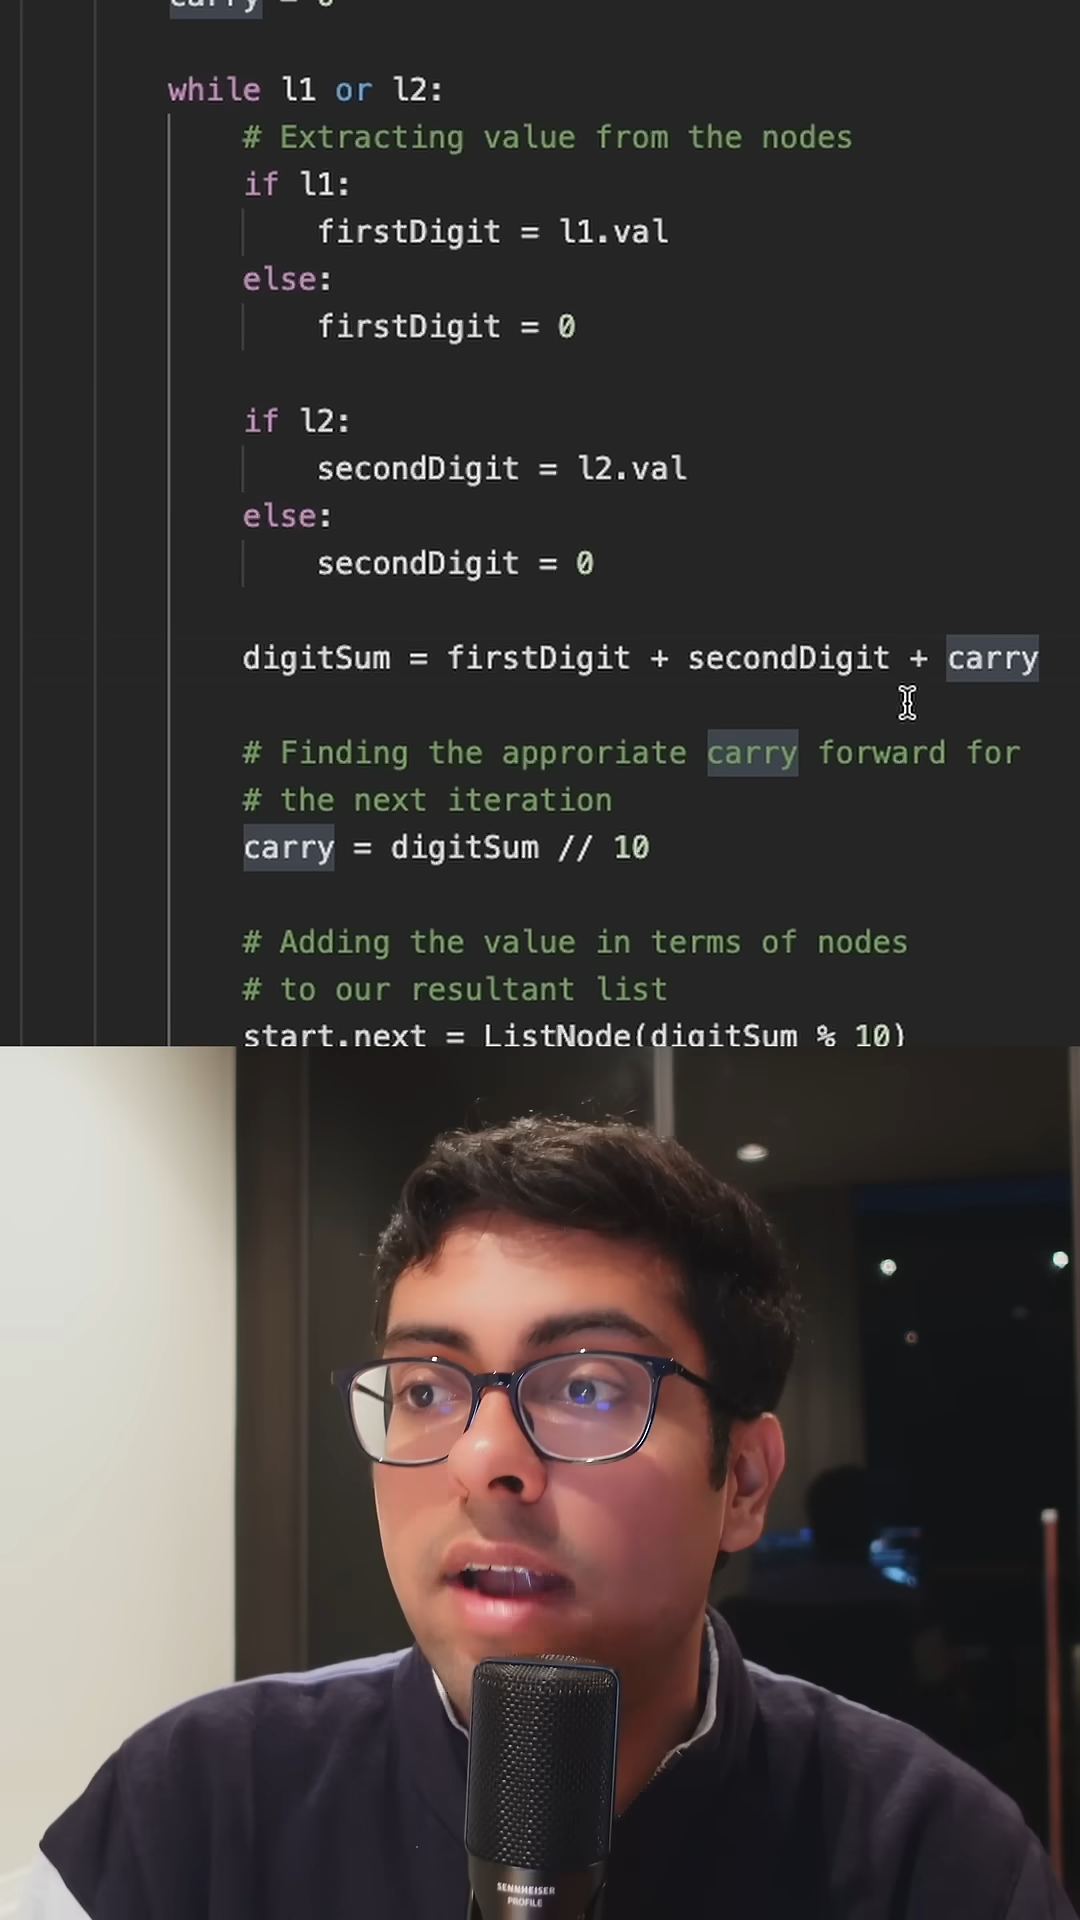 carry = 0
while l1 or l2:
# Extracting value from the nodes
if l1:
firstDigit = l1.val
else:
firstDigit = 0
if l2:
secondDigit = l2.val
else:
secondDigit = 0
digitSum = firstDigit + secondDigit + carry
# Finding the approriate carry forward for
# the next iteration
carry = digitSum // 10
# Adding the value in terms of nodes
# to our resultant list
start.next = ListNode(digitSum % 10)
SENNHEISER
PROFILE